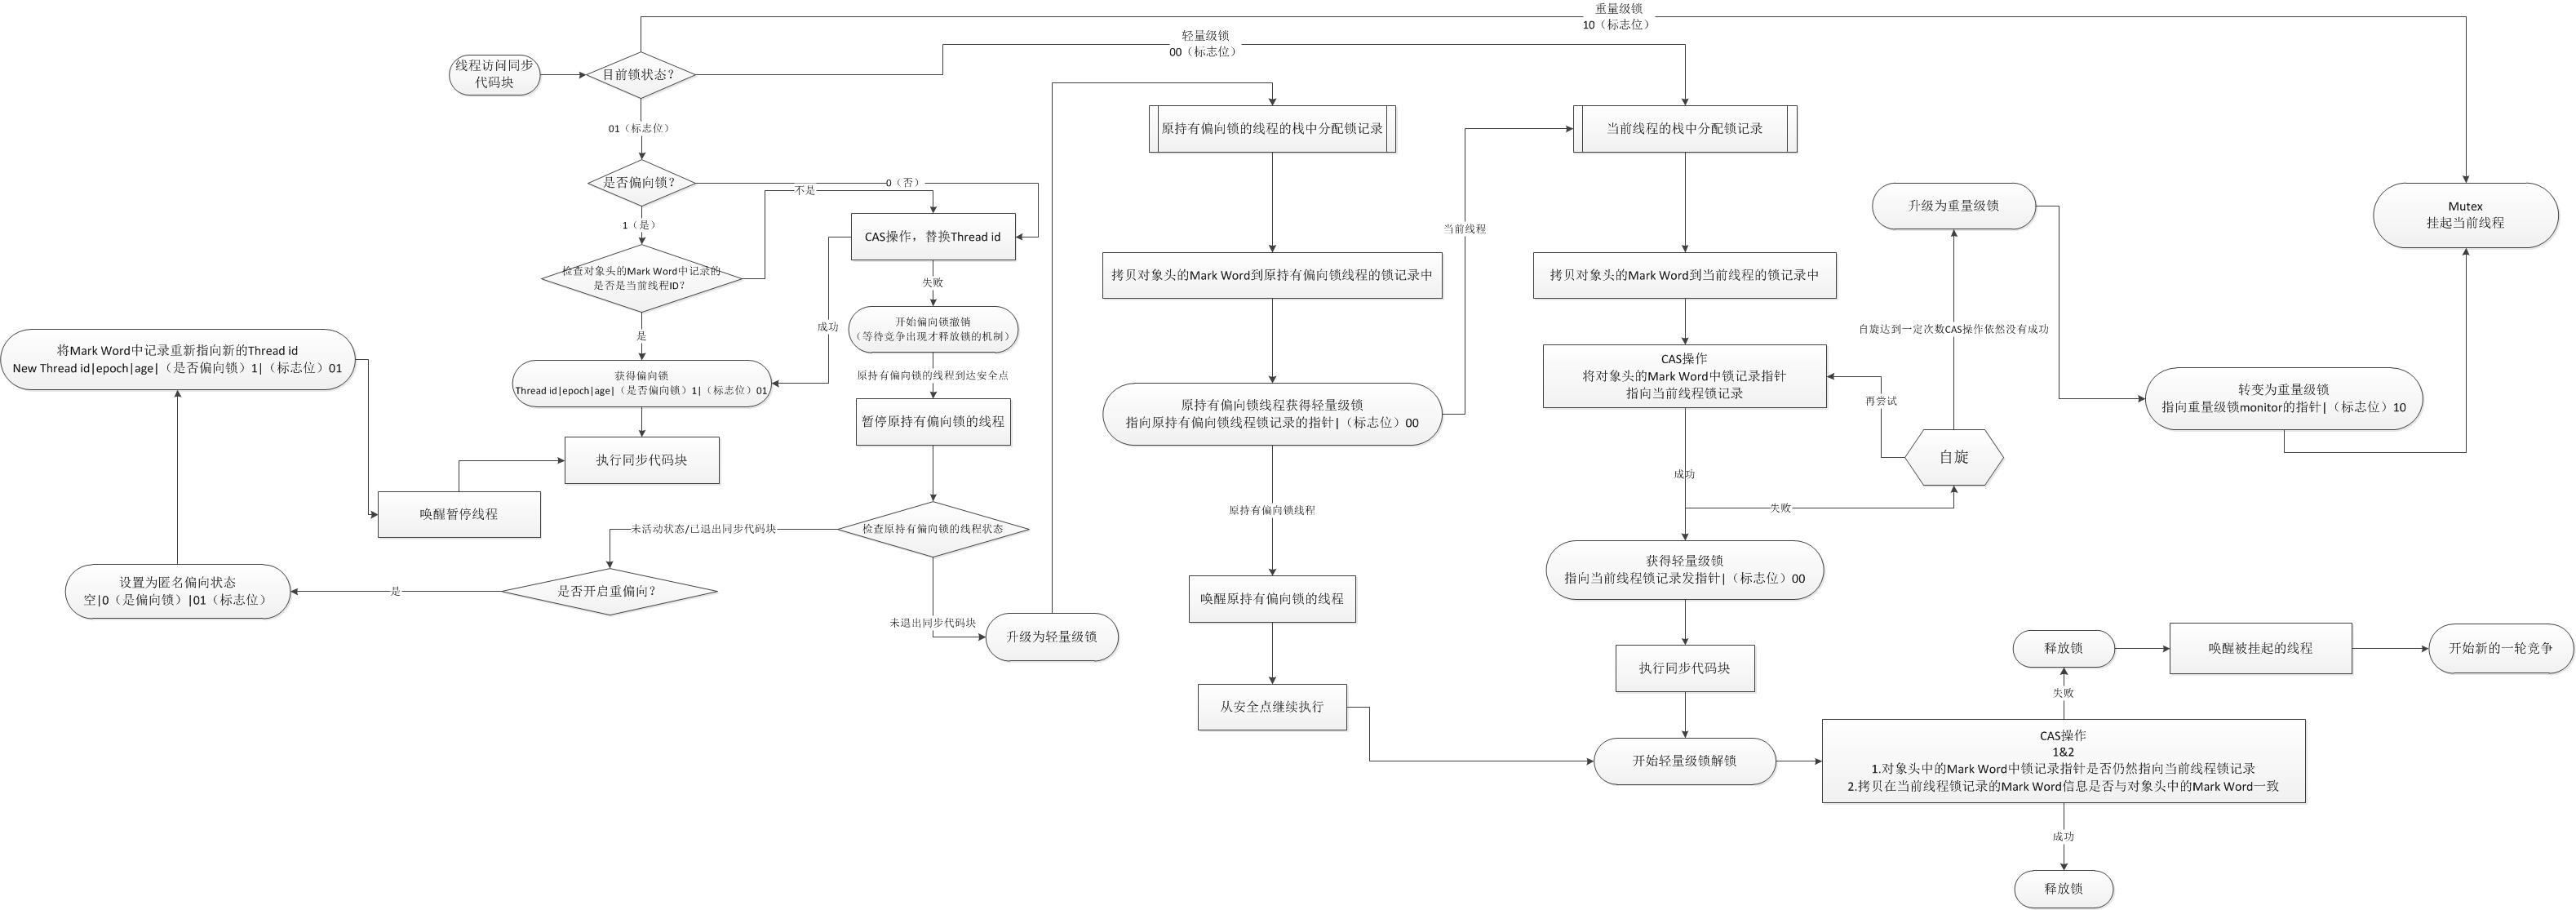 重量级锁
10（标志位）
轻量级锁
00（标志位）
线程访问同步
代码块
目前锁状态？
01（标志位）
是否偏向锁？
0（否）
不是
1（是）
CAS操作，替换Thread id
检查对象头的Mark Word中记录的
是否是当前线程ID？
失败
成功
是
开始偏向锁撤销
（等待竞争出现才释放锁的机制）
获得偏向锁
Thread id|epoch|age|（是否偏向锁）1|（标志位）01
原持有偏向锁的线程到达安全点
暂停原持有偏向锁的线程
执行同步代码块
将Mark Word中记录重新指向新的Thread id
New Thread id|epoch|age|（是否偏向锁）1|（标志位）01
唤醒暂停线程
检查原持有偏向锁的线程状态
未活动状态/已退出同步代码块
是否开启重偏向？
是
设置为匿名偏向状态
空|0（是偏向锁）|01（标志位）
未退出同步代码块
升级为轻量级锁
原持有偏向锁的线程的栈中分配锁记录
拷贝对象头的Mark Word到原持有偏向锁线程的锁记录中
原持有偏向锁线程获得轻量级锁
指向原持有偏向锁线程锁记录的指针|（标志位）00
当前线程
原持有偏向锁线程
唤醒原持有偏向锁的线程
从安全点继续执行
当前线程的栈中分配锁记录
拷贝对象头的Mark Word到当前线程的锁记录中
CAS操作
将对象头的Mark Word中锁记录指针
指向当前线程锁记录
成功
失败
再尝试
自旋
自旋达到一定次数CAS操作依然没有成功
升级为重量级锁
转变为重量级锁
指向重量级锁monitor的指针|（标志位）10
Mutex
挂起当前线程
获得轻量级锁
指向当前线程锁记录发指针|（标志位）00
执行同步代码块
开始轻量级锁解锁
CAS操作
1&2
1.对象头中的Mark Word中锁记录指针是否仍然指向当前线程锁记录
2.拷贝在当前线程锁记录的Mark Word信息是否与对象头中的Mark Word一致
失败
释放锁
唤醒被挂起的线程
开始新的一轮竞争
成功
释放锁